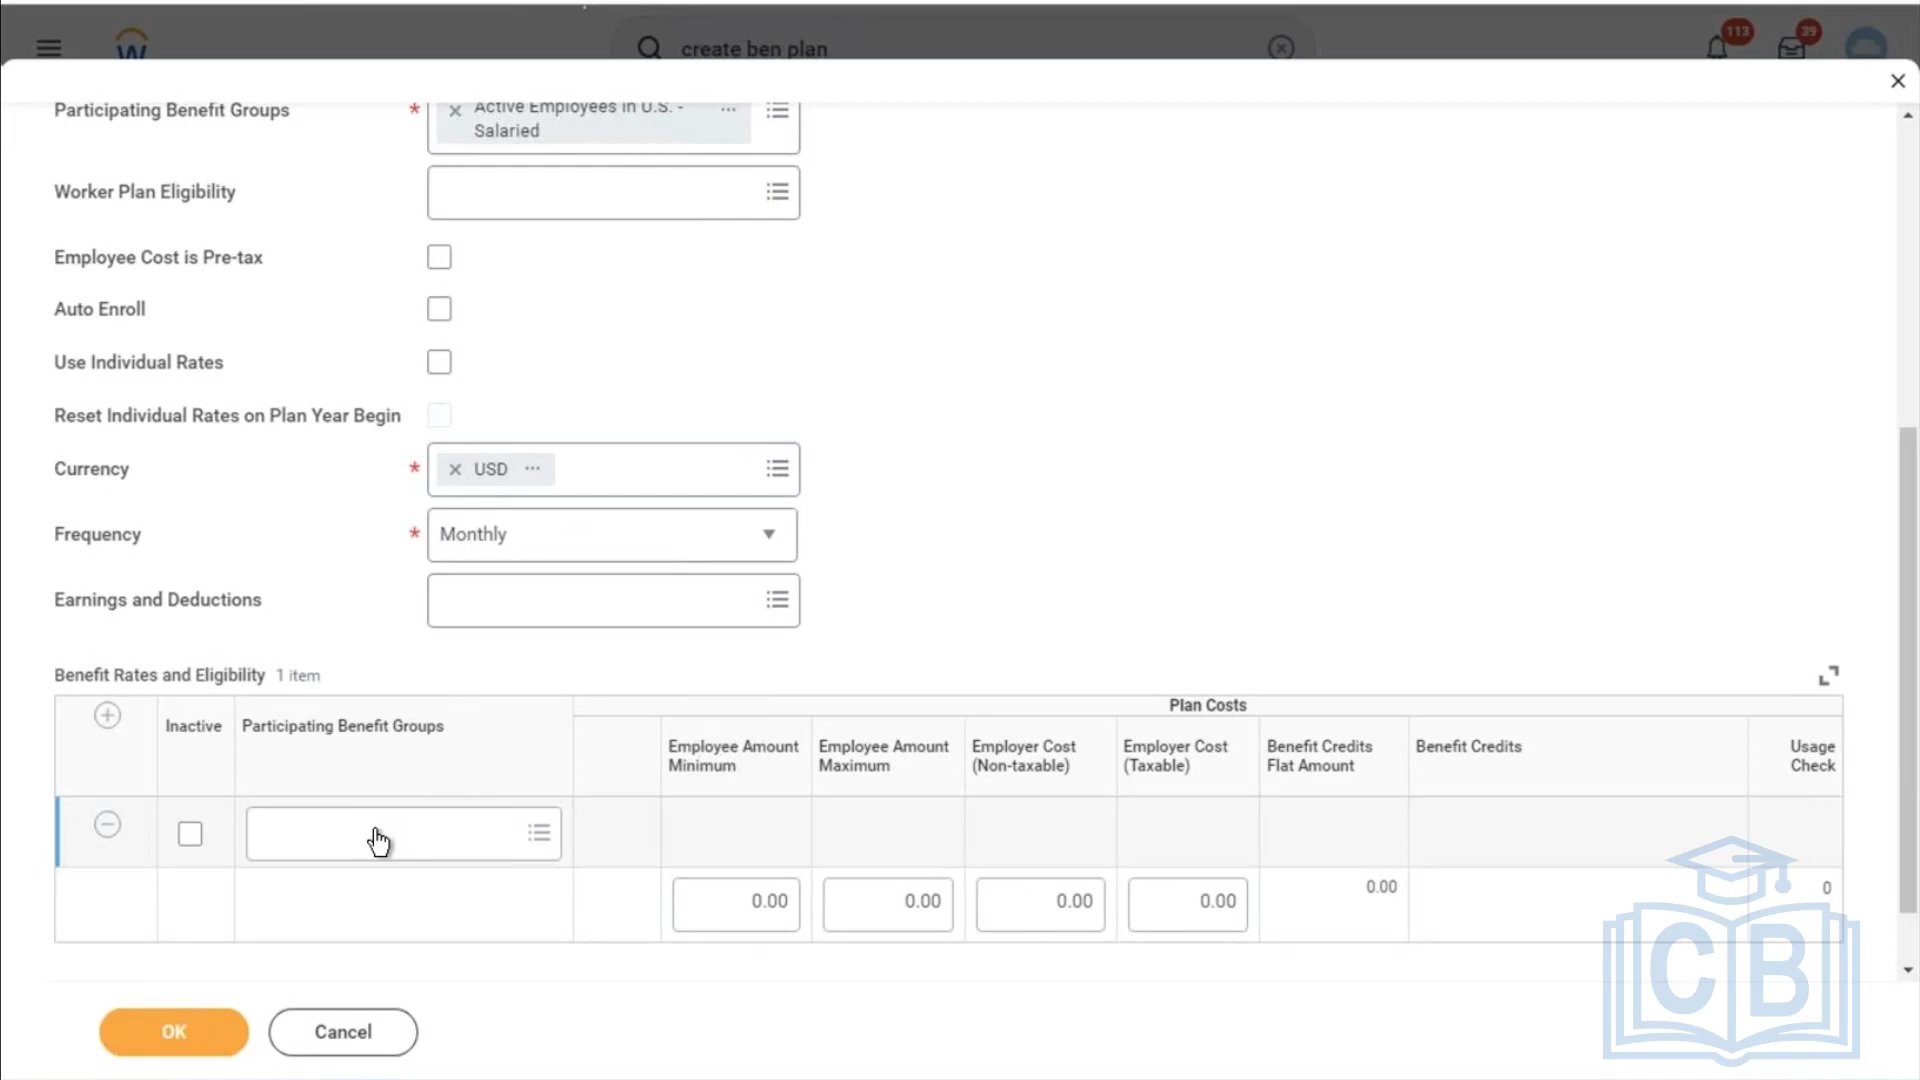 W
create ben plan
113
39
Participating Benefit Groups *
Active Employees in U.S. -
Salaried
Worker Plan Eligibility
Employee Cost is Pre-tax
Auto Enroll
Use Individual Rates
Reset Individual Rates on Plan Year Begin
Currency * USD
Frequency * Monthly
Earnings and Deductions
Benefit Rates and Eligibility 1 item
Plan Costs
Inactive Participating Benefit Groups
Employee Amount Minimum
Employee Amount Maximum
Employer Cost (Non-taxable)
Employer Cost (Taxable)
Benefit Credits Flat Amount
Benefit Credits
Usage Check
0.00 0.00 0.00 0.00 0.00 0
OK Cancel
CB